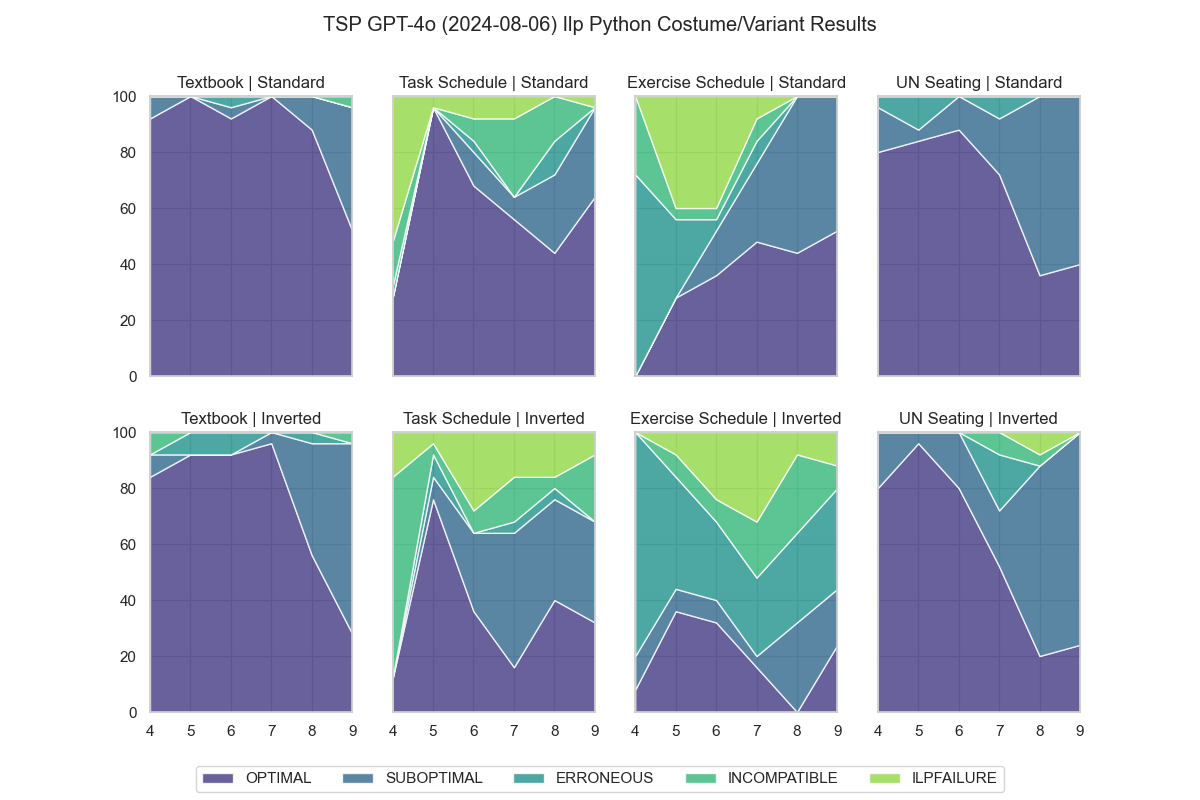 TSP GPT-4o (2024-08-06) Ilp Python Costume/Variant Results
Textbook | Standard
Task Schedule | Standard
Exercise Schedule | Standard
UN Seating | Standard
100
80
60
40
20
0
Textbook | Inverted
Task Schedule | Inverted
Exercise Schedule | Inverted
UN Seating | Inverted
100
80
60
40
20
0
4 5 6 7 8 9
4 5 6 7 8 9
4 5 6 7 8 9
4 5 6 7 8 9
OPTIMAL SUBOPTIMAL ERRONEOUS INCOMPATIBLE ILPFAILURE